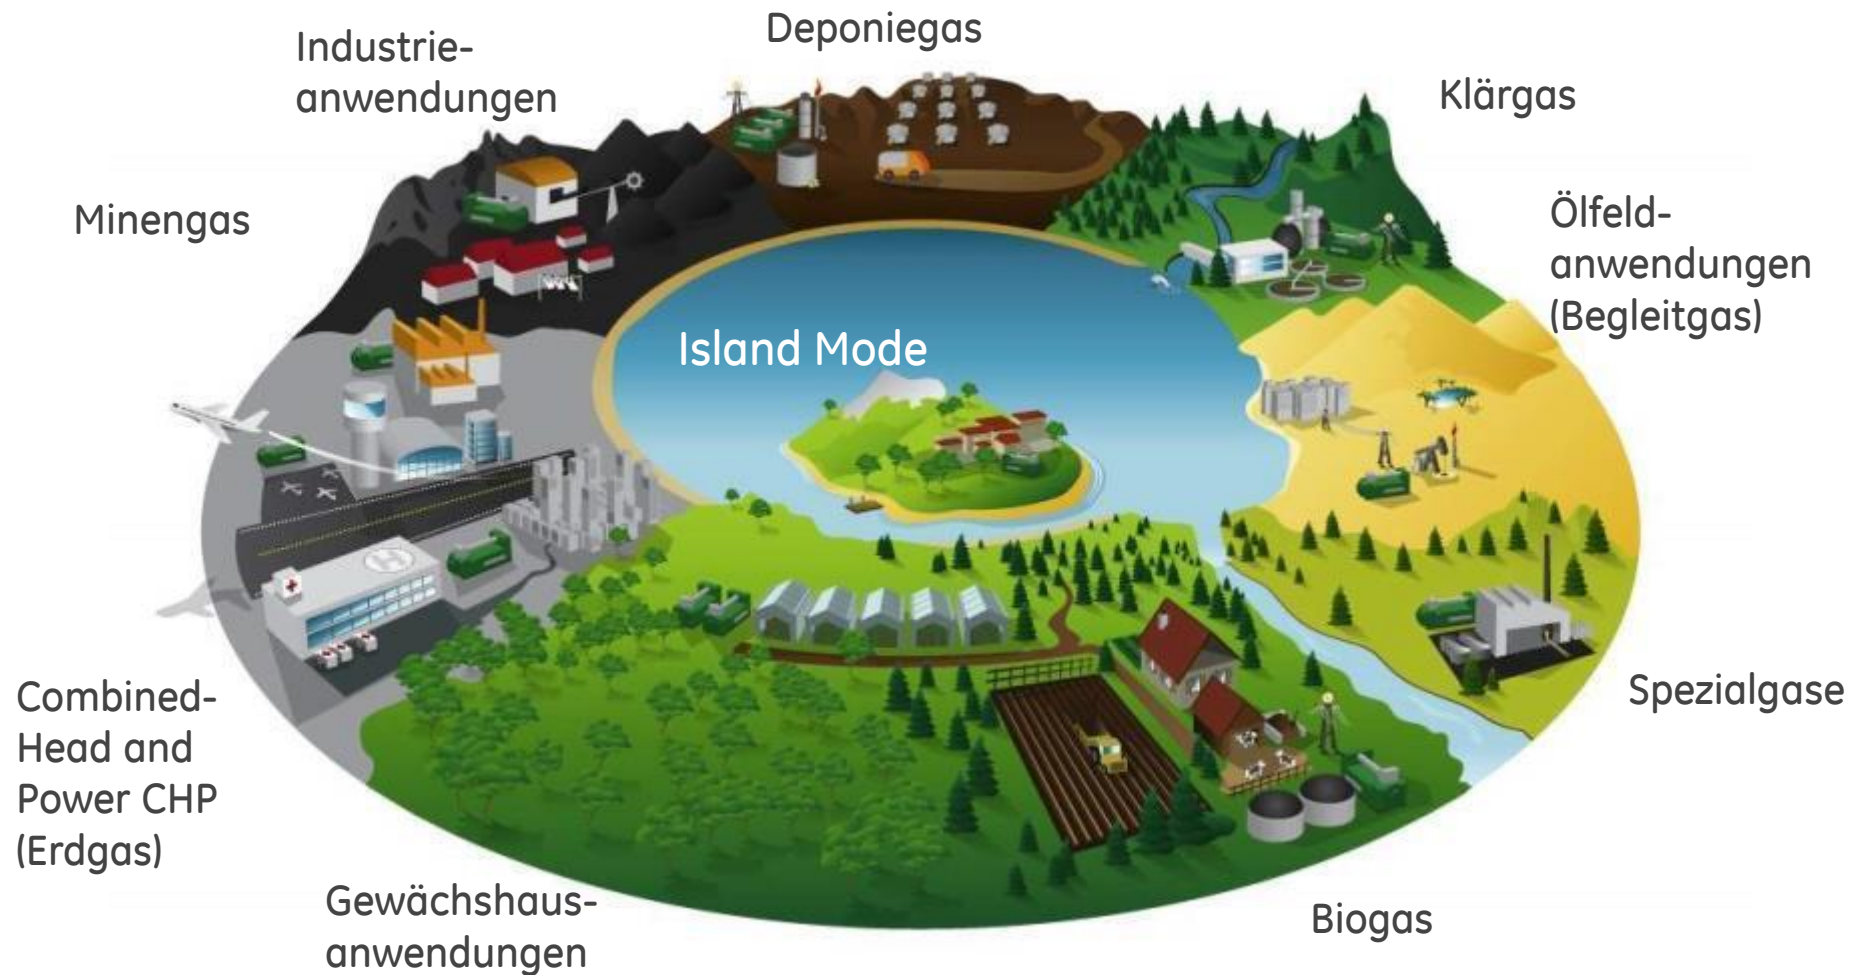 Deponiegas
Industrie-
anwendungen
Klärgas
Minengas
Ölfeld-
anwendungen
(Begleitgas)
Island Mode
H
Combined-
Head and
Power CHP
(Erdgas)
Spezialgase
Gewächshaus-
anwendungen
Biogas